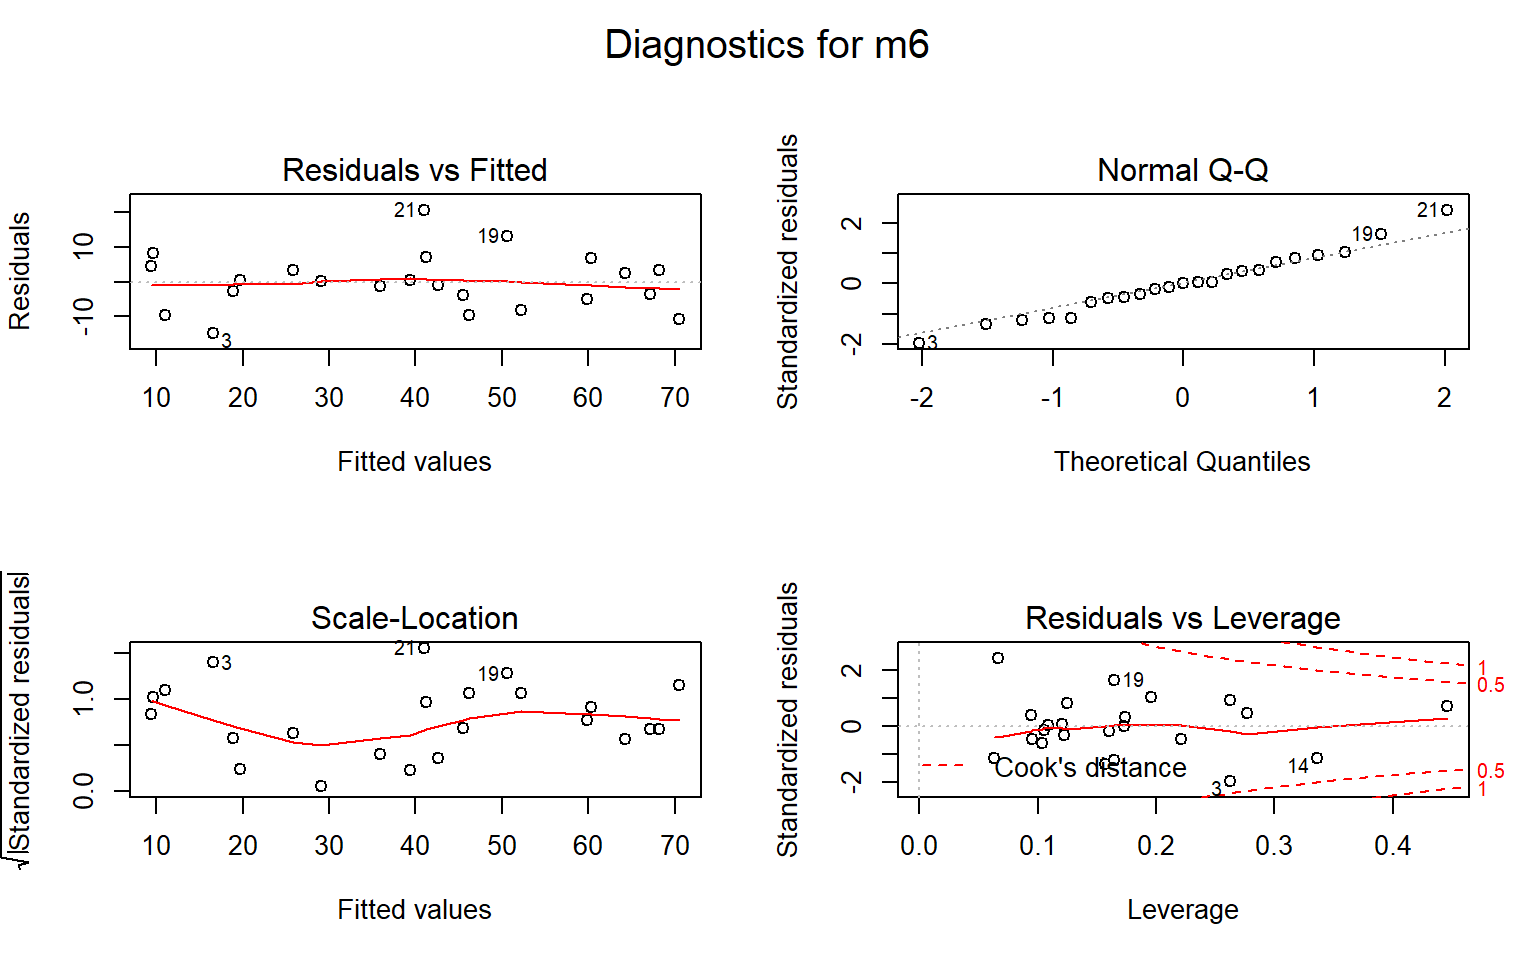 Diagnostics for m6
Residuals vs Fitted
Residuals
-10 10
21
19
3
10 20 30 40 50 60 70
Fitted values
Normal Q-Q
Standardized residuals
-2 0 2
21
19
3
-2 -1 0 1 2
Theoretical Quantiles
Scale-Location
√|Standardized residuals|
0.0 1.0
21
3
19
10 20 30 40 50 60 70
Fitted values
Residuals vs Leverage
Standardized residuals
-2 0 2
19
14
3
Cook's distance
1
0.5
0.5
1
0.0 0.1 0.2 0.3 0.4
Leverage